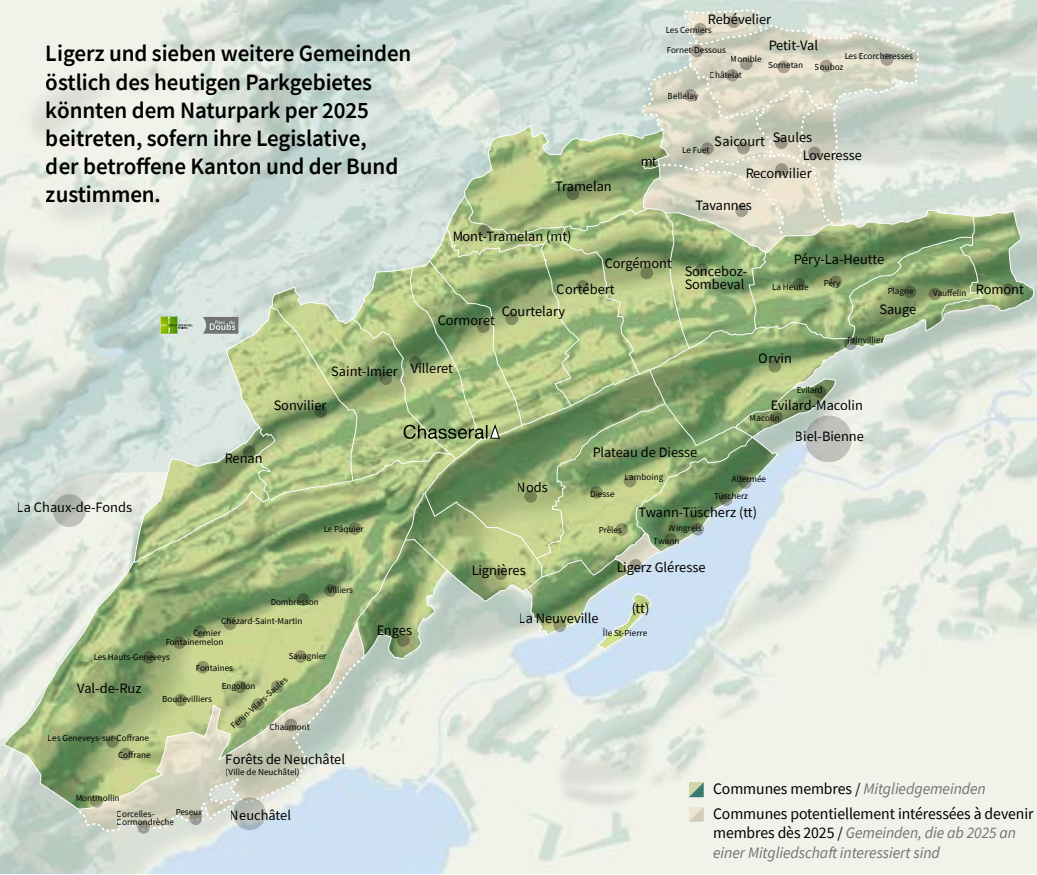 Ligerz und sieben weitere Gemeinden
östlich des heutigen Parkgebietes
könnten dem Naturpark per 2025
beitreten, sofern ihre Legislative,
der betroffene Kanton und der Bund
zustimmen.
Rebévelier
Les Cerniers
Petit-Val
Fornet-Dessous
Monible
Sornetan
Souboz
Les Ecorcheresses
Châtelat
Bellelay
Saicourt
Saules
Le Fuet
Loveresse
mt
Reconvilier
Tramelan
Tavannes
Mont-Tramelan (mt)
Corgémont
Sonceboz-
Sombeval
Péry-La-Heutte
La Heutte
Péry
Cortébert
Plagne
Vauffelin
Romont
Sauge
Courtelary
Cormoret
Parc du
Doubs
Frinvillier
Orvin
Saint-Imier
Villeret
Evilard
Sonvilier
Evilard-Macolin
Macolin
Chasseral
Biel-Bienne
Renan
Plateau de Diesse
Lamboing
Alfermée
Nods
Diesse
Tüscherz
La Chaux-de-Fonds
Twann-Tüscherz (tt)
Le Pâquier
Prêles
Wingreis
Twann
Lignières
Ligerz Gléresse
Villiers
Dombresson
(tt)
La Neuveville
Chézard-Saint-Martin
Enges
Île St-Pierre
Cernier
Fontainemelon
Les Hauts-Geneveys
Savagnier
Fontaines
Val-de-Ruz
Engollon
Fenin-Vilars-Saules
Boudevilliers
Chaumont
Les Geneveys-sur-Coffrane
Coffrane
Forêts de Neuchâtel
(Ville de Neuchâtel)
Montmollin
Corcelles-
Cormondrèche
Peseux
Neuchâtel
Communes membres / Mitgliedgemeinden
Communes potentiellement intéressées à devenir
membres dès 2025 / Gemeinden, die ab 2025 an
einer Mitgliedschaft interessiert sind